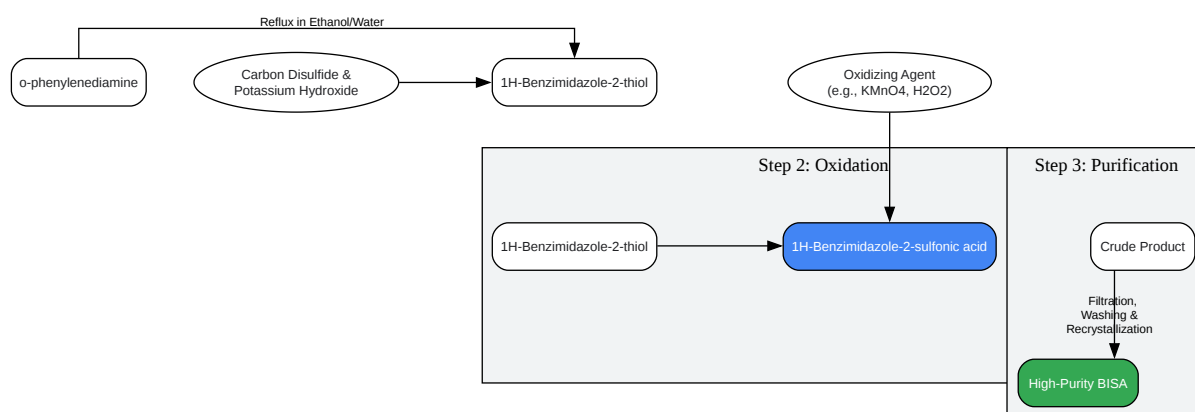 Reflux in Ethanol/Water
o-phenylenediamine
Carbon Disulfide &
Potassium Hydroxide
1H-Benzimidazole-2-thiol
Oxidizing Agent
(e.g., KMnO4, H2O2)
Step 2: Oxidation
1H-Benzimidazole-2-thiol
1H-Benzimidazole-2-sulfonic acid
Step 3: Purification
Crude Product
Filtration,
Washing &
Recrystallization
High-Purity BISA